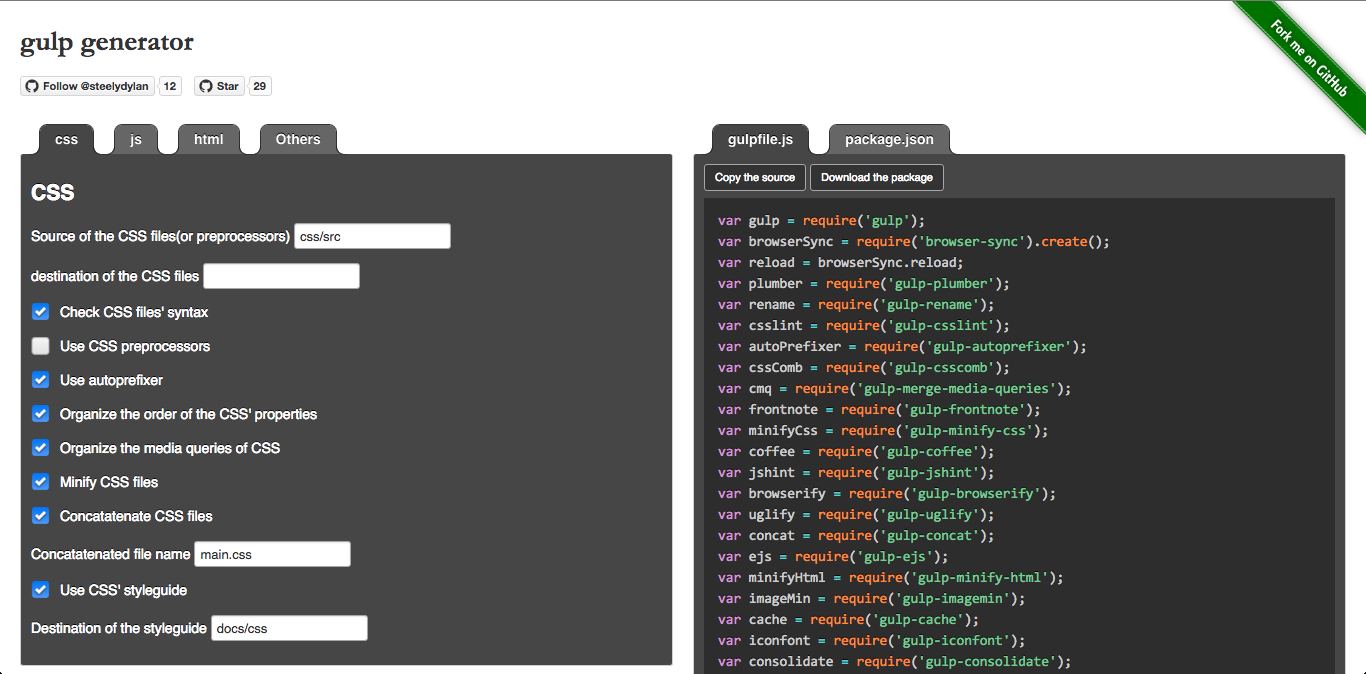 gulp generator
Fork me on GitHub
Follow @steelydylan 12 Star 29
css js html Others
CSS
Source of the CSS files(or preprocessors) css/src
destination of the CSS files
Check CSS files' syntax
Use CSS preprocessors
Use autoprefixer
Organize the order of the CSS' properties
Organize the media queries of CSS
Minify CSS files
Concatatenate CSS files
Concatatenated file name main.css
Use CSS' styleguide
Destination of the styleguide docs/css
gulpfile.js package.json
Copy the source Download the package
var gulp = require('gulp');
var browserSync = require('browser-sync').create();
var reload = browserSync.reload;
var plumber = require('gulp-plumber');
var rename = require('gulp-rename');
var csslint = require('gulp-csslint');
var autoPrefixer = require('gulp-autoprefixer');
var cssComb = require('gulp-csscomb');
var cmq = require('gulp-merge-media-queries');
var frontnote = require('gulp-frontnote');
var minifyCss = require('gulp-minify-css');
var coffee = require('gulp-coffee');
var jshint = require('gulp-jshint');
var browserify = require('gulp-browserify');
var uglify = require('gulp-uglify');
var concat = require('gulp-concat');
var ejs = require('gulp-ejs');
var minifyHtml = require('gulp-minify-html');
var imageMin = require('gulp-imagemin');
var cache = require('gulp-cache');
var iconfont = require('gulp-iconfont');
var consolidate = require('gulp-consolidate');